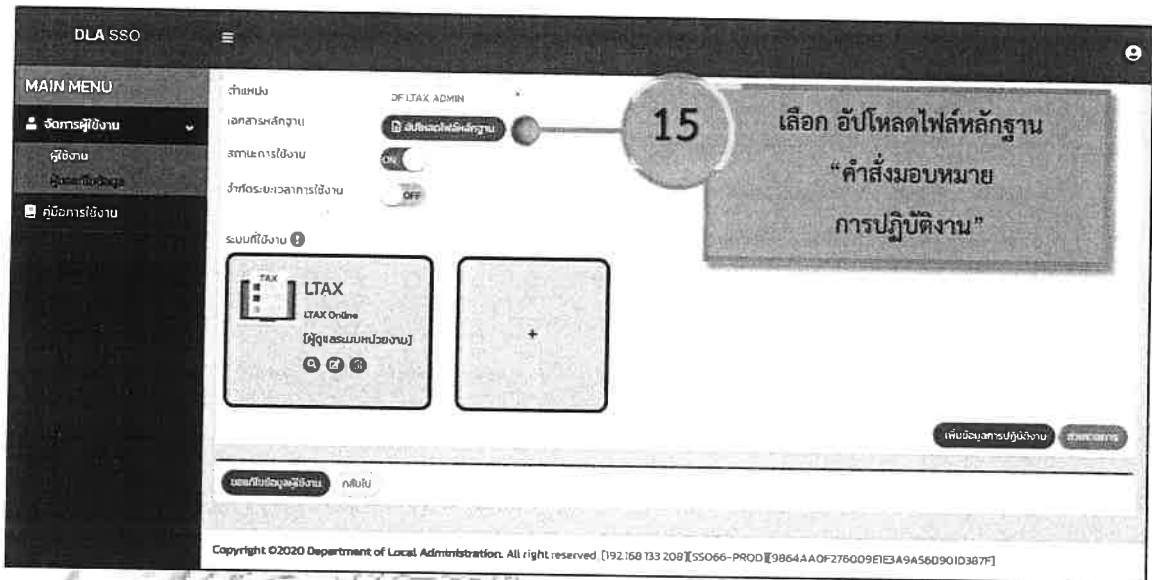 DLA SSO
MAIN MENU
จัดการผู้ใช้งาน
ผู้ใช้งาน
คู่มือการใช้งาน
ตำแหน่ง
DF LTAX ADMIN
เอกสารหลักฐาน
อัปโหลดไฟล์หลักฐาน
สถานะการใช้งาน
ON
จำกัดระยะเวลาการใช้งาน
OFF
15
เลือก อัปโหลดไฟล์หลักฐาน
“คำสั่งมอบหมาย
การปฏิบัติงาน”
ระบบที่ใช้งาน
TAX
LTAX
LTAX Online
[ผู้ดูแลระบบหน่วยงาน]
+
เพิ่มข้อมูลการปฏิบัติงาน
ขอแก้ไขข้อมูลผู้ใช้งาน
กลับไป
Copyright ©2020 Department of Local Administration. All right reserved. [192.168.133.208][SSO66-PROD][9864AA0F276009E1E3A9A56D901D387F]